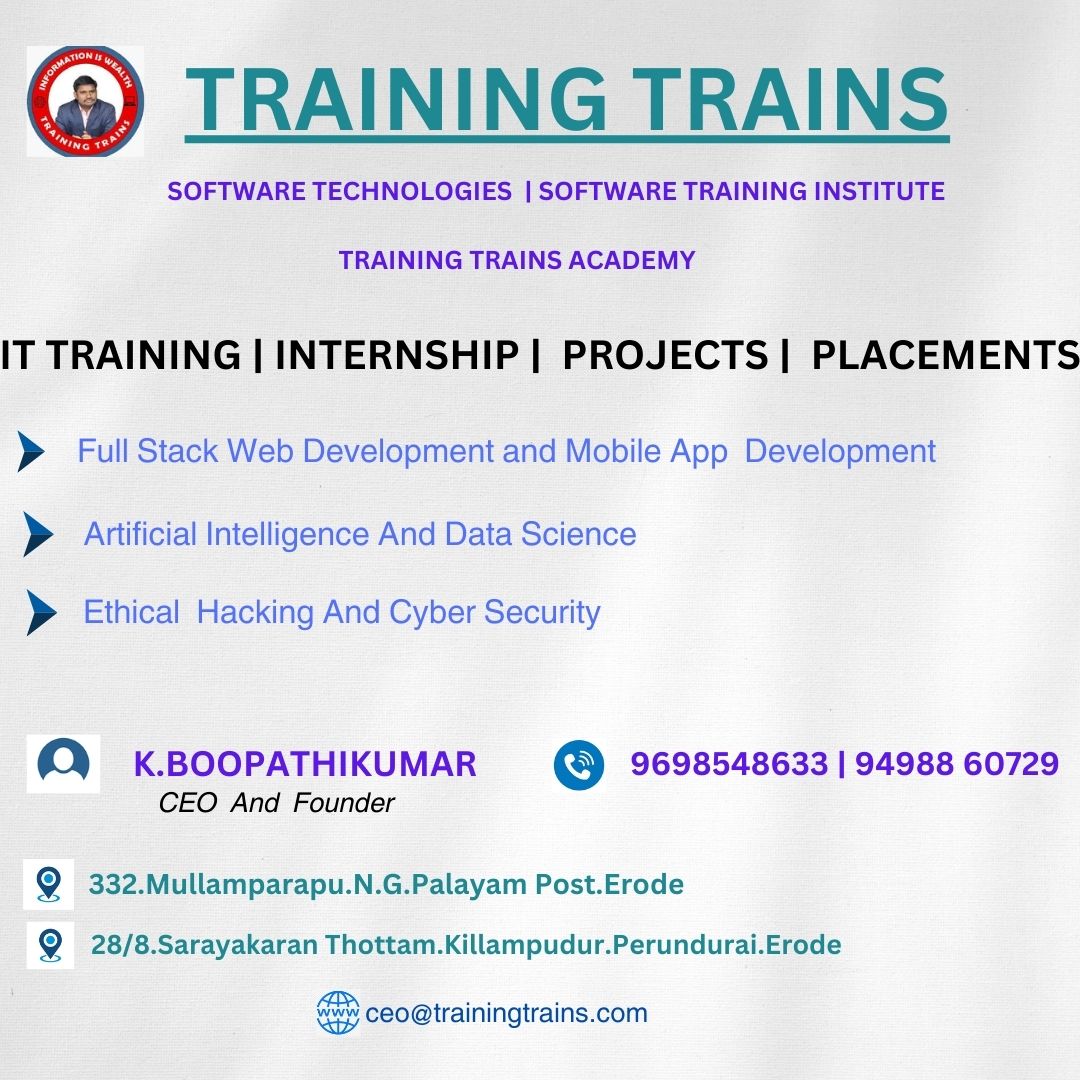 INFORMATION IS WEALTH
TRAINING TRAINS
TRAINING TRAINS
SOFTWARE TECHNOLOGIES | SOFTWARE TRAINING INSTITUTE
TRAINING TRAINS ACADEMY
IT TRAINING | INTERNSHIP | PROJECTS | PLACEMENTS
Full Stack Web Development and Mobile App Development
Artificial Intelligence And Data Science
Ethical Hacking And Cyber Security
K.BOOPATHIKUMAR
9698548633 | 94988 60729
CEO And Founder
332.Mullamparapu.N.G.Palayam Post.Erode
28/8.Sarayakaran Thottam.Killampudur.Perundurai.Erode
www ceo@trainingtrains.com